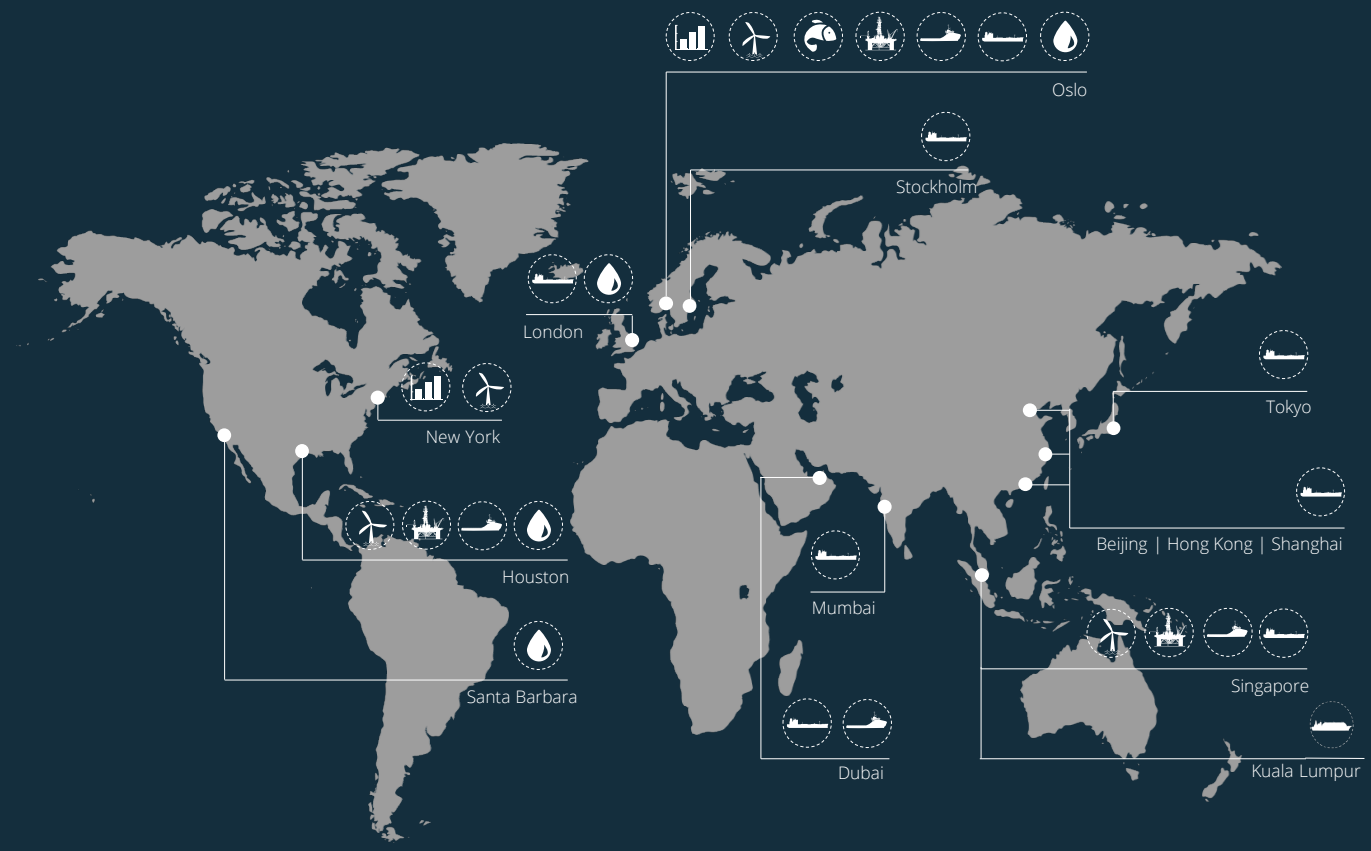 Oslo
Stockholm
London
Tokyo
New York
Beijing | Hong Kong | Shanghai
Houston
Mumbai
Singapore
Santa Barbara
Dubai
Kuala Lumpur